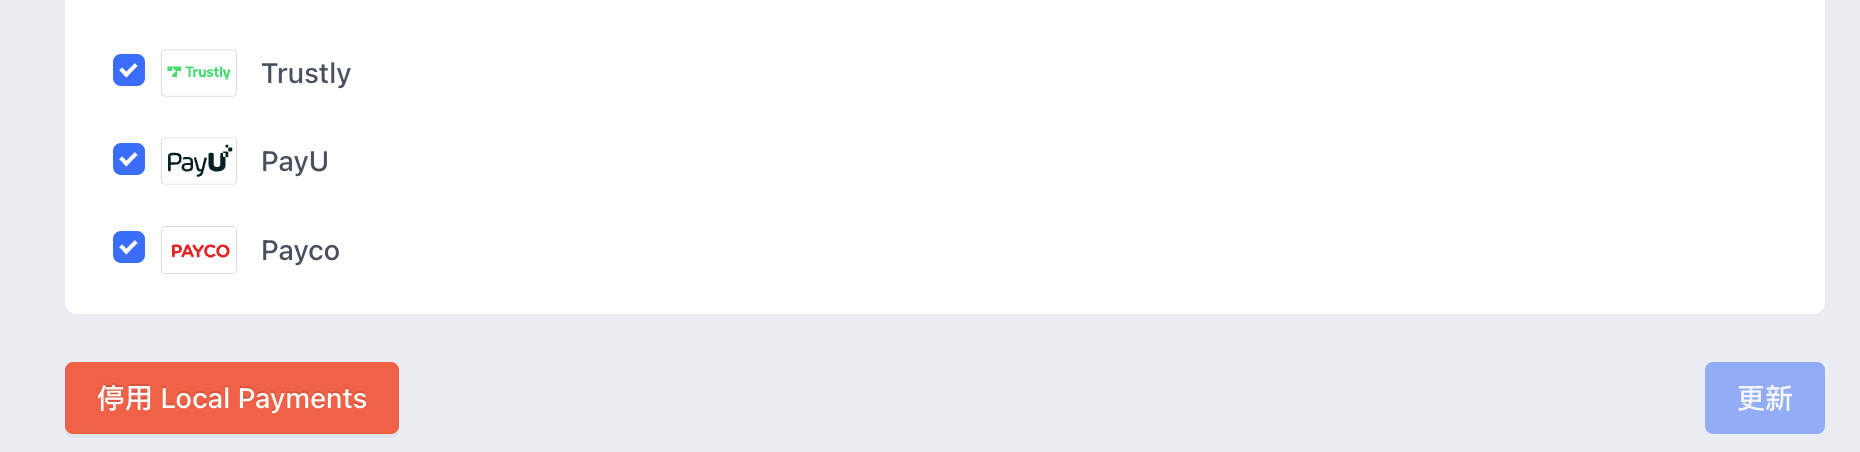 Trustly Trustly
PayU PayU
PAYCO Payco
停用 Local Payments
更新